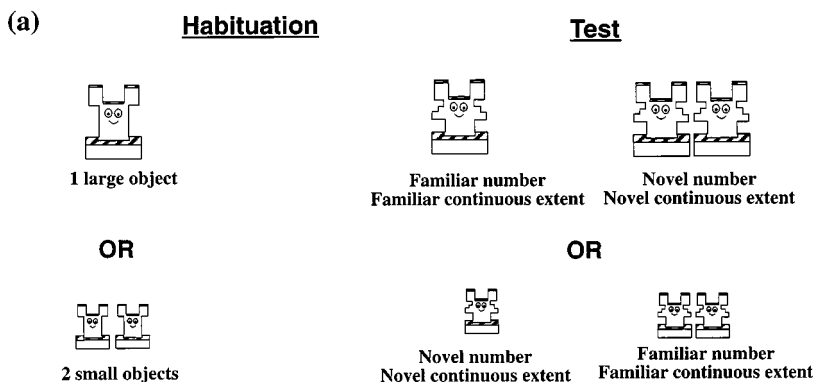 (a)
Habituation
Test
1 large object
Familiar number
Familiar continuous extent
Novel number
Novel continuous extent
OR
OR
2 small objects
Novel number
Novel continuous extent
Familiar number
Familiar continuous extent